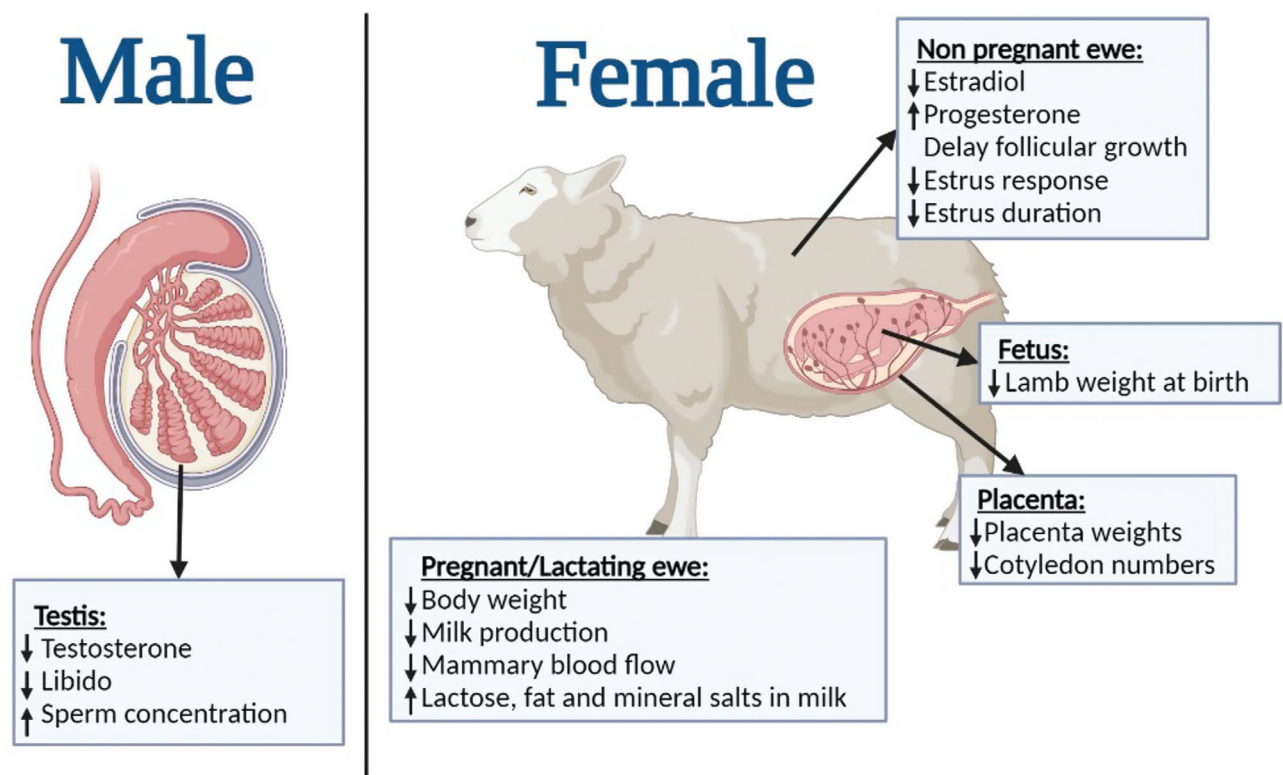 Male
Female
Non pregnant ewe:
↓Estradiol
↑Progesterone
Delay follicular growth
↓Estrus response
↓Estrus duration
Fetus:
↓Lamb weight at birth
Placenta:
↓Placenta weights
↓Cotyledon numbers
Pregnant/Lactating ewe:
↓Body weight
↓Milk production
↓Mammary blood flow
↑Lactose, fat and mineral salts in milk
Testis:
↓Testosterone
↓Libido
↑Sperm concentration